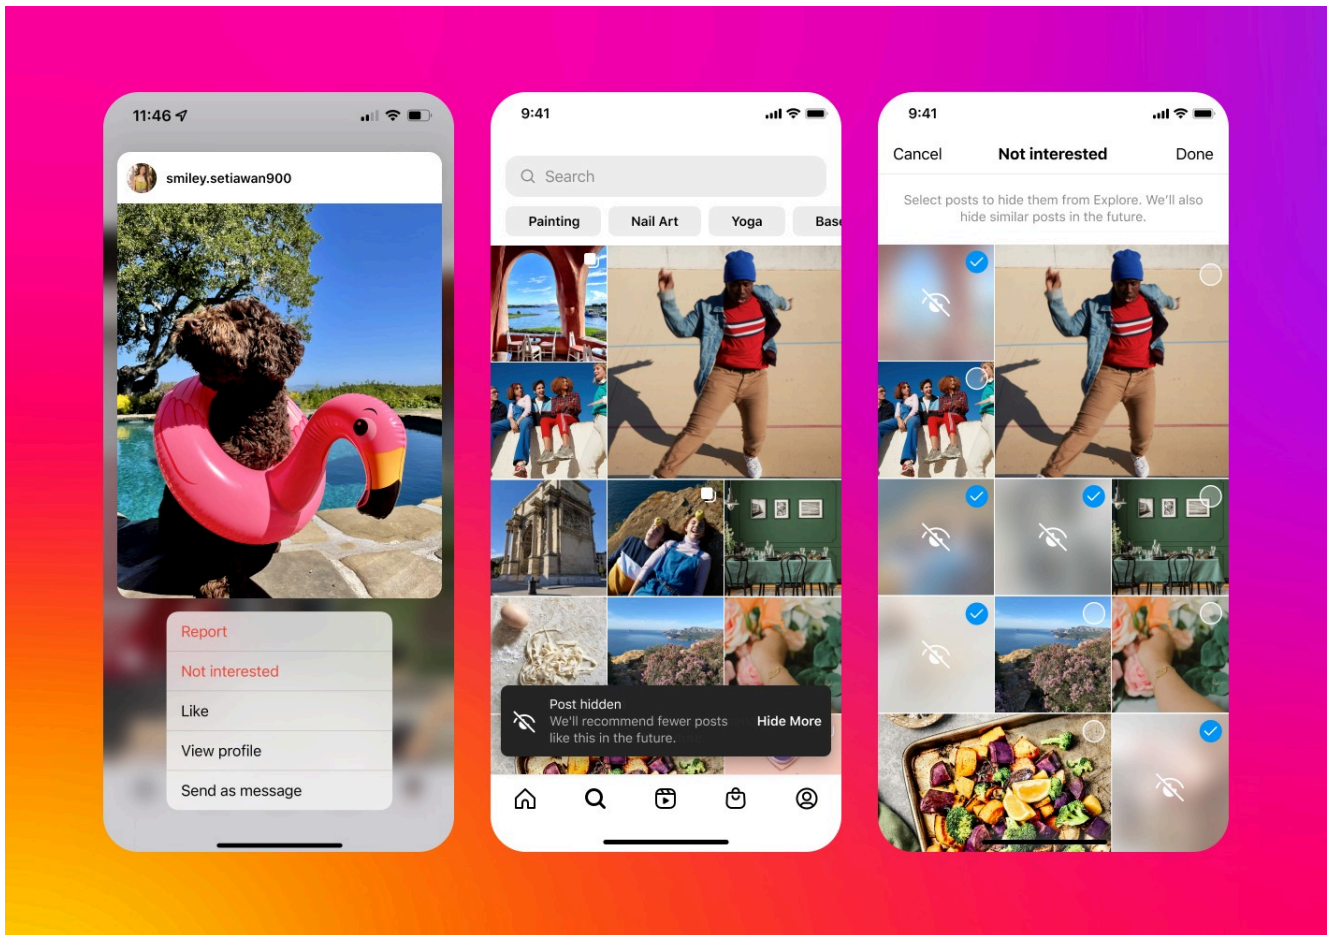 11:46
smiley.setiawan900
Report
Not interested
Like
View profile
Send as message
9:41
Search
Painting
Nail Art
Yoga
Base
Post hidden
We'll recommend fewer posts
like this in the future.
Hide More
9:41
Cancel
Not interested
Done
Select posts to hide them from Explore. We'll also
hide similar posts in the future.